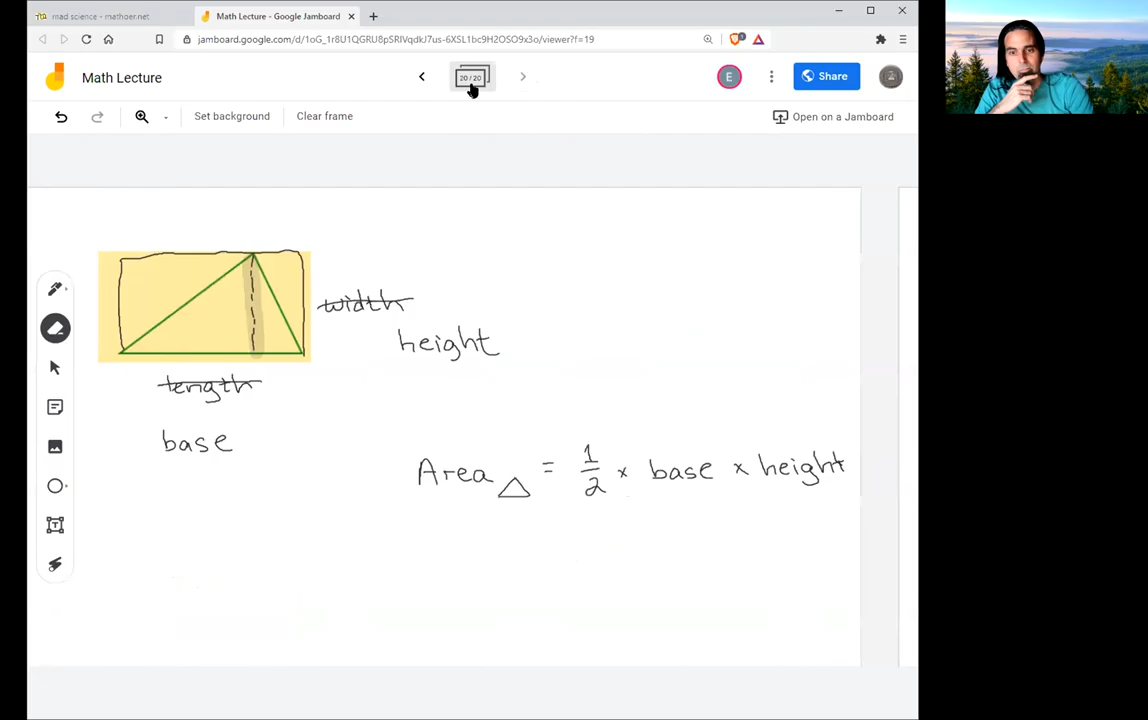 mad science - mathoer.net
Math Lecture - Google Jamboard
jamboard.google.com/d/1oG_1r8U1QGRU8pSRlVqdkJ7us-6XSL1bc9H2OSO9x3o/viewer?f=19
Math Lecture
20 / 20
E
Share
Set background
Clear frame
Open on a Jamboard
width
height
length
base
Area△ = 1/2 × base × height